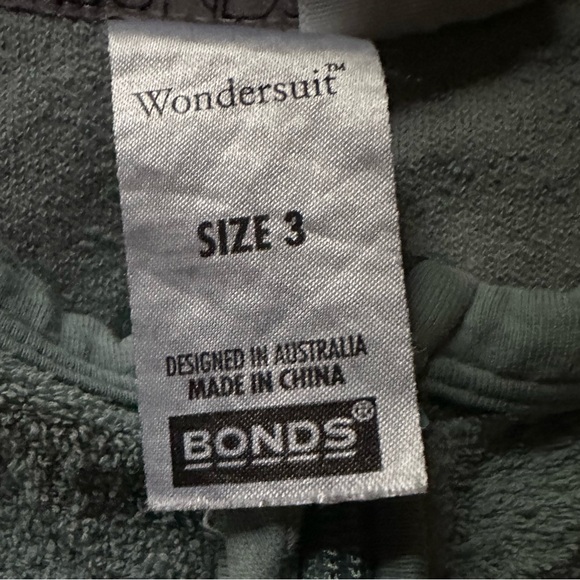 Wondersuit™
SIZE 3
DESIGNED IN AUSTRALIA
MADE IN CHINA
BONDS®